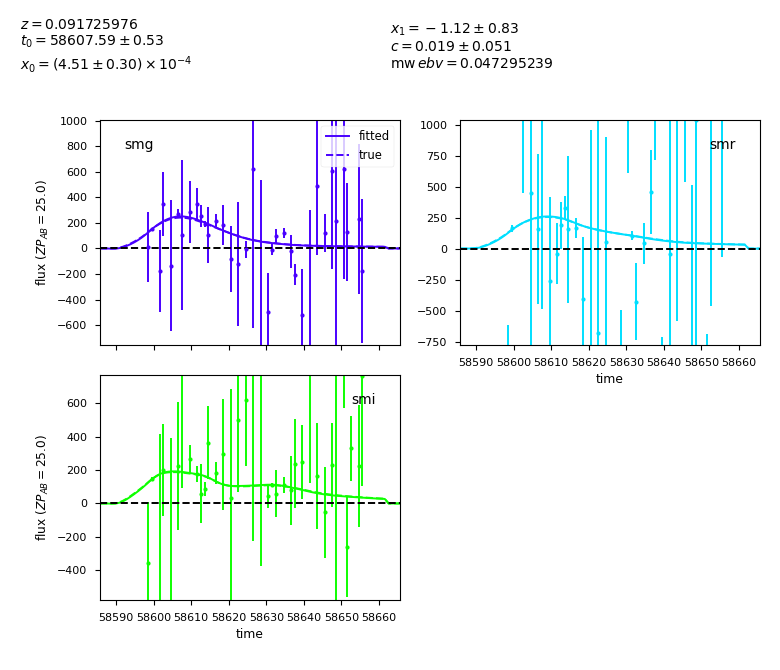 z = 0.091725976
t₀ = 58607.59 ± 0.53
x₀ = (4.51 ± 0.30) × 10⁻⁴
x₁ = −1.12 ± 0.83
c = 0.019 ± 0.051
mw ebv = 0.047295239
smg
fitted
true
1000
800
600
400
200
0
−200
−400
−600
flux (ZP_AB = 25.0)
smr
1000
750
500
250
0
−250
−500
−750
58590 58600 58610 58620 58630 58640 58650 58660
time
smi
600
400
200
0
−200
−400
flux (ZP_AB = 25.0)
58590 58600 58610 58620 58630 58640 58650 58660
time